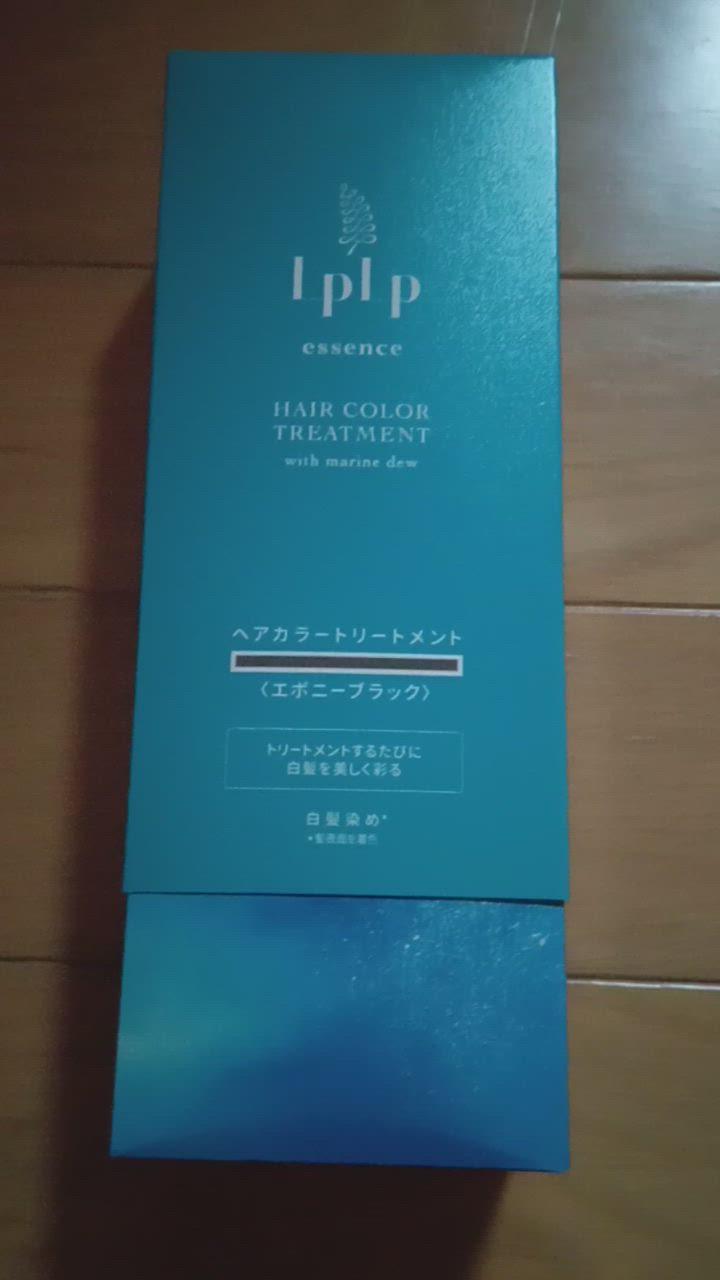 lplp
essence
HAIR COLOR
TREATMENT
with marine dew
ヘアカラートリートメント
〈エボニーブラック〉
トリートメントするたびに
白髪を美しく彩る
白髪染め*
*髪表面を着色